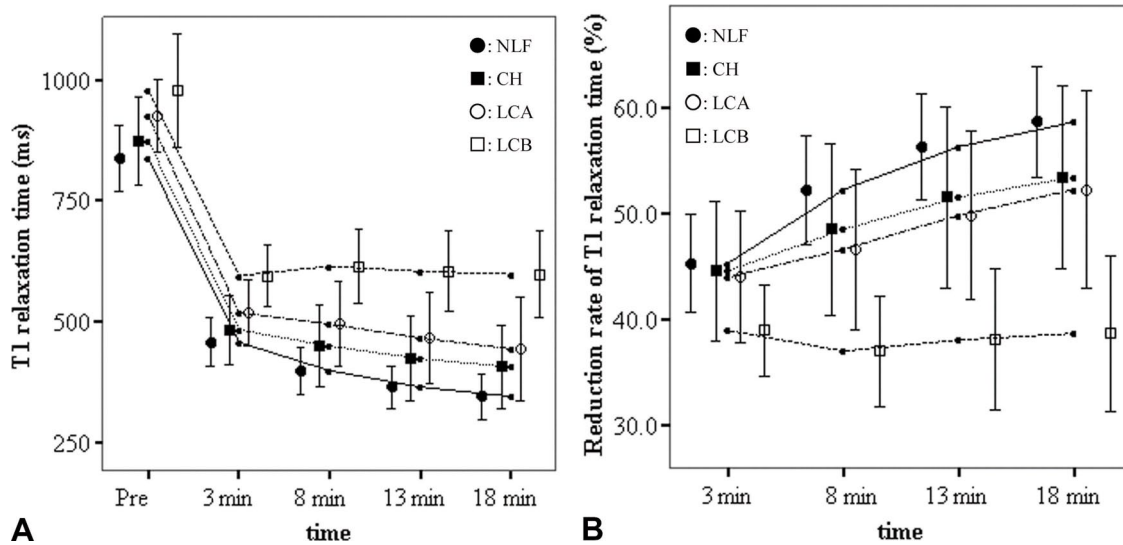 T1 relaxation time (ms)
1000
750
500
250
●: NLF
■: CH
○: LCA
□: LCB
Pre 3 min 8 min 13 min 18 min
time
A
Reduction rate of T1 relaxation time (%)
60.0
50.0
40.0
30.0
●: NLF
■: CH
○: LCA
□: LCB
3 min 8 min 13 min 18 min
time
B